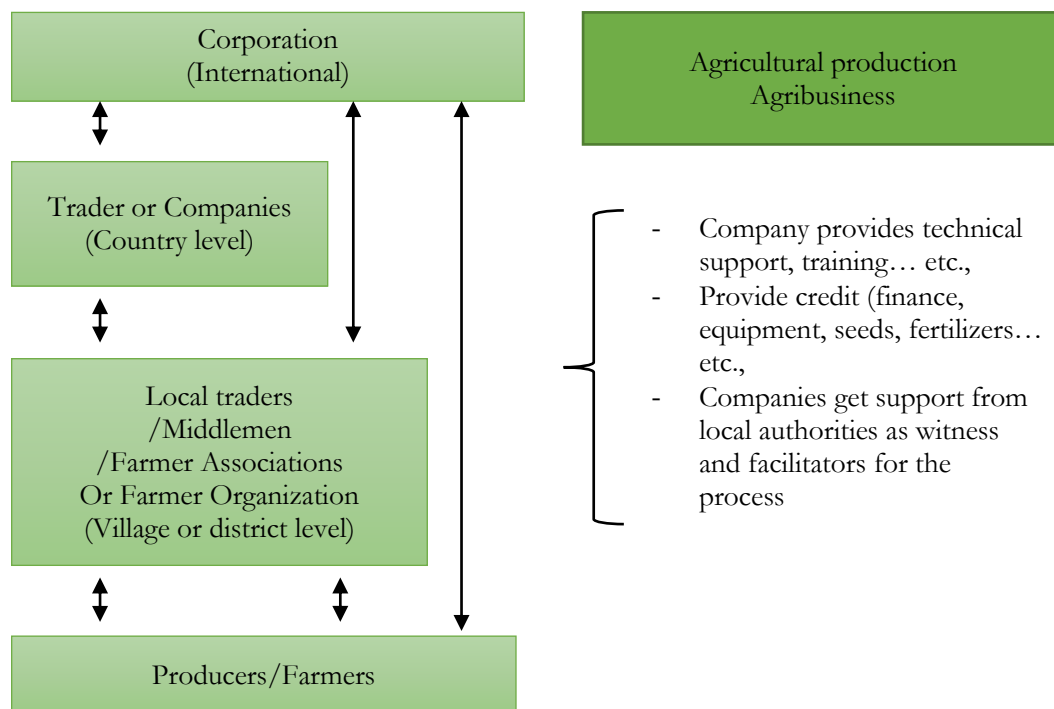 Corporation
(International)
Agricultural production
Agribusiness
Trader or Companies
(Country level)
Local traders
/Middlemen
/Farmer Associations
Or Farmer Organization
(Village or district level)
Producers/Farmers
- Company provides technical
support, training… etc.,
- Provide credit (finance,
equipment, seeds, fertilizers…
etc.,
- Companies get support from
local authorities as witness
and facilitators for the
process